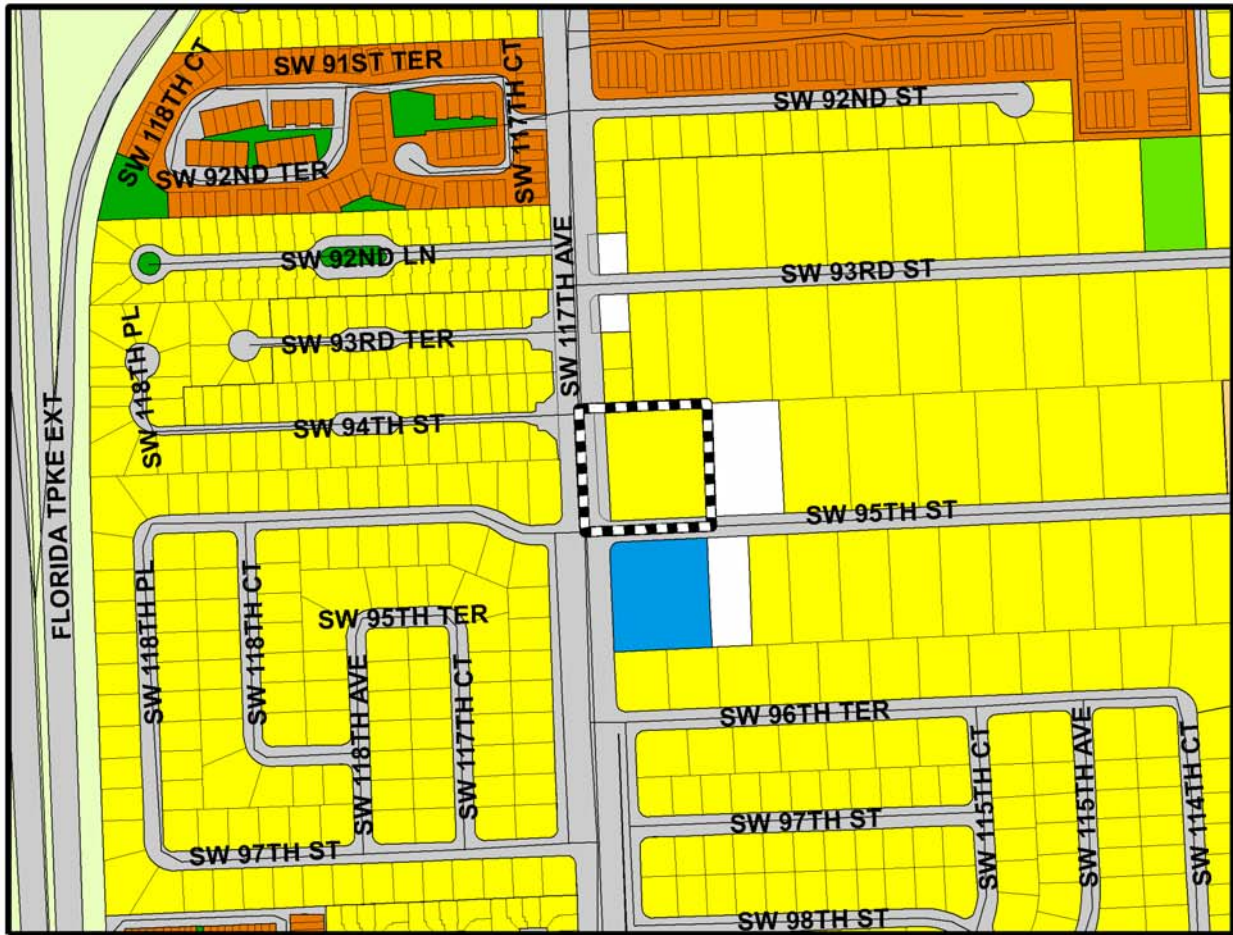 SW 91ST TER
SW 118TH CT
SW 117TH CT
SW 92ND ST
SW 92ND TER
SW 117TH AVE
SW 92ND LN
SW 93RD ST
SW 93RD TER
SW 118TH PL
SW 94TH ST
FLORIDA TPKE EXT
SW 95TH ST
SW 118TH PL
SW 118TH CT
SW 95TH TER
SW 118TH AVE
SW 117TH CT
SW 96TH TER
SW 115TH CT
SW 115TH AVE
SW 114TH CT
SW 97TH ST
SW 97TH ST
SW 98TH ST